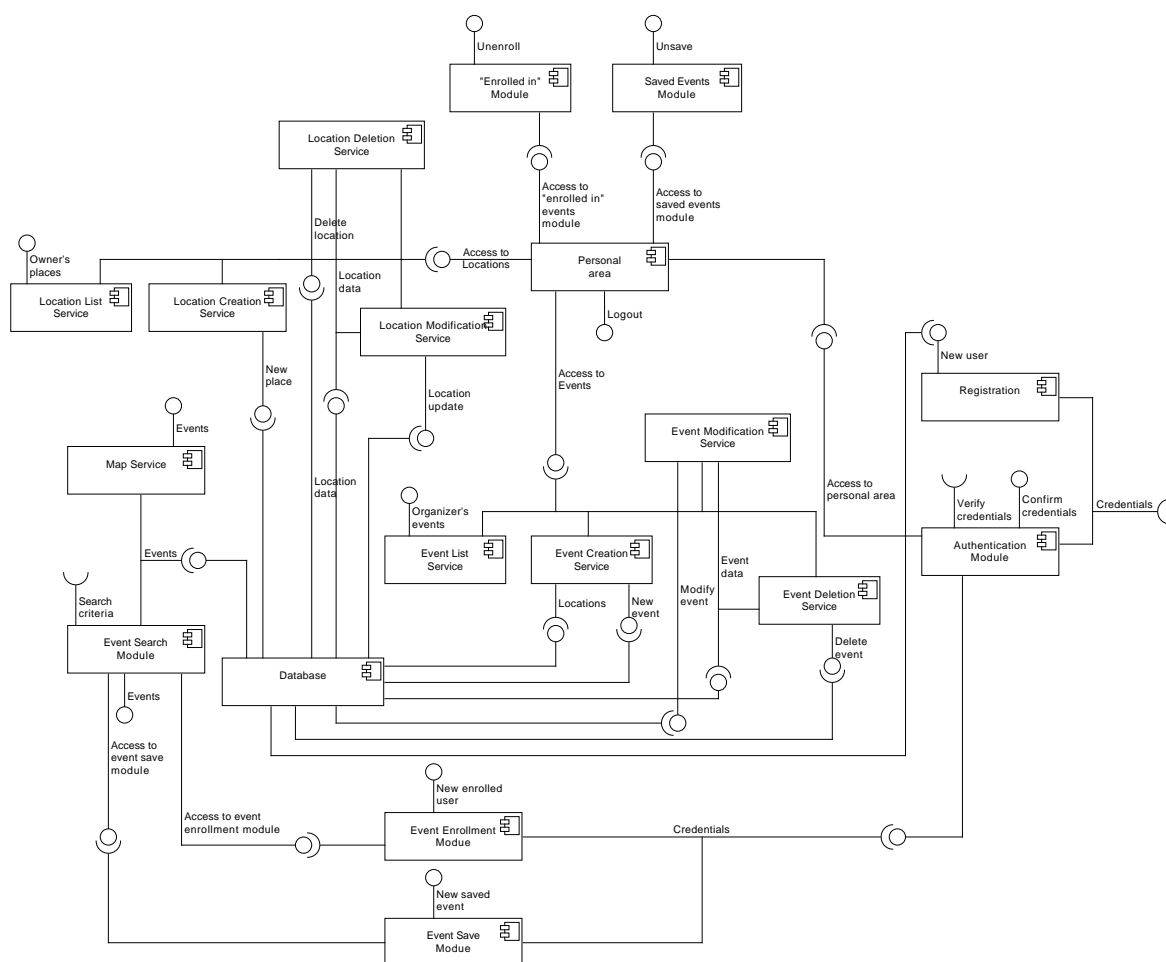 Unenroll
Unsave
"Enrolled in"
Module
Saved Events
Module
Location Deletion
Service
Access to
"enrolled in"
events
module
Access to
saved events
module
Delete
location
Owner's
places
Access to
Locations
Personal
area
Location
data
Location List
Service
Location Creation
Service
Logout
Location Modification
Service
New user
New
place
Access to
Events
Registration
Location
update
Events
Event Modification
Service
Map Service
Location
data
Access to
personal area
Verify
credentials
Confirm
credentials
Credentials
Organizer's
events
Authentication
Module
Events
Event List
Service
Event Creation
Service
Event
data
Modify
event
Event Deletion
Service
Search
criteria
Locations
New
event
Event Search
Module
Delete
event
Database
Events
Access to
event save
module
New enrolled
user
Access to event
enrollment module
Event Enrollment
Modue
Credentials
New saved
event
Event Save
Modue